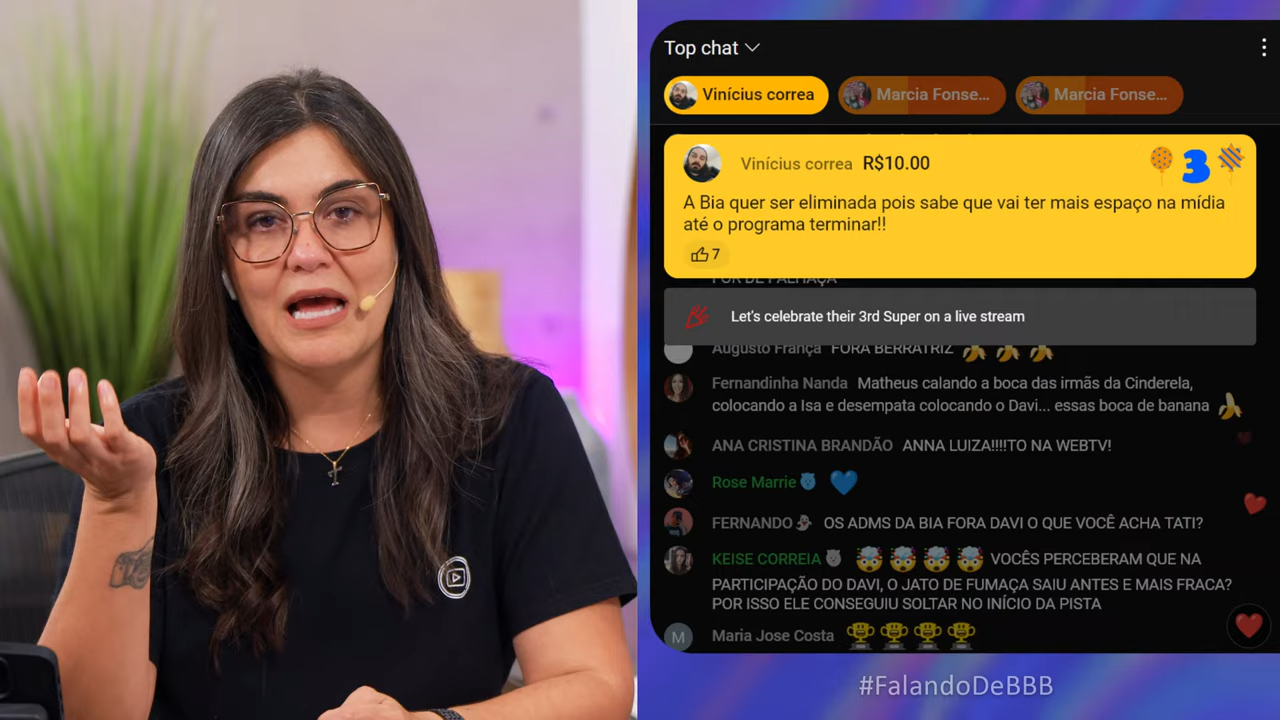 Top chat
Vinícius correa
Marcia Fonse...
Marcia Fonse...
Vinícius correa R$10.00
3
A Bia quer ser eliminada pois sabe que vai ter mais espaço na mídia
até o programa terminar!!
7
POR DE PALHAÇA
Let's celebrate their 3rd Super on a live stream
Augusto França FORA BERRATRIZ
Fernandinha Nanda Matheus calando a boca das irmãs da Cinderela,
colocando a Isa e desempata colocando o Davi... essas boca de banana
ANA CRISTINA BRANDÃO ANNA LUIZA!!!!TO NA WEBTV!
Rose Marrie
FERNANDO OS ADMS DA BIA FORA DAVI O QUE VOCÊ ACHA TATI?
KEISE CORREIA VOCÊS PERCEBERAM QUE NA
PARTICIPAÇÃO DO DAVI, O JATO DE FUMAÇA SAIU ANTES E MAIS FRACA?
POR ISSO ELE CONSEGUIU SOLTAR NO INÍCIO DA PISTA
M
Maria Jose Costa
#FalandoDeBBB